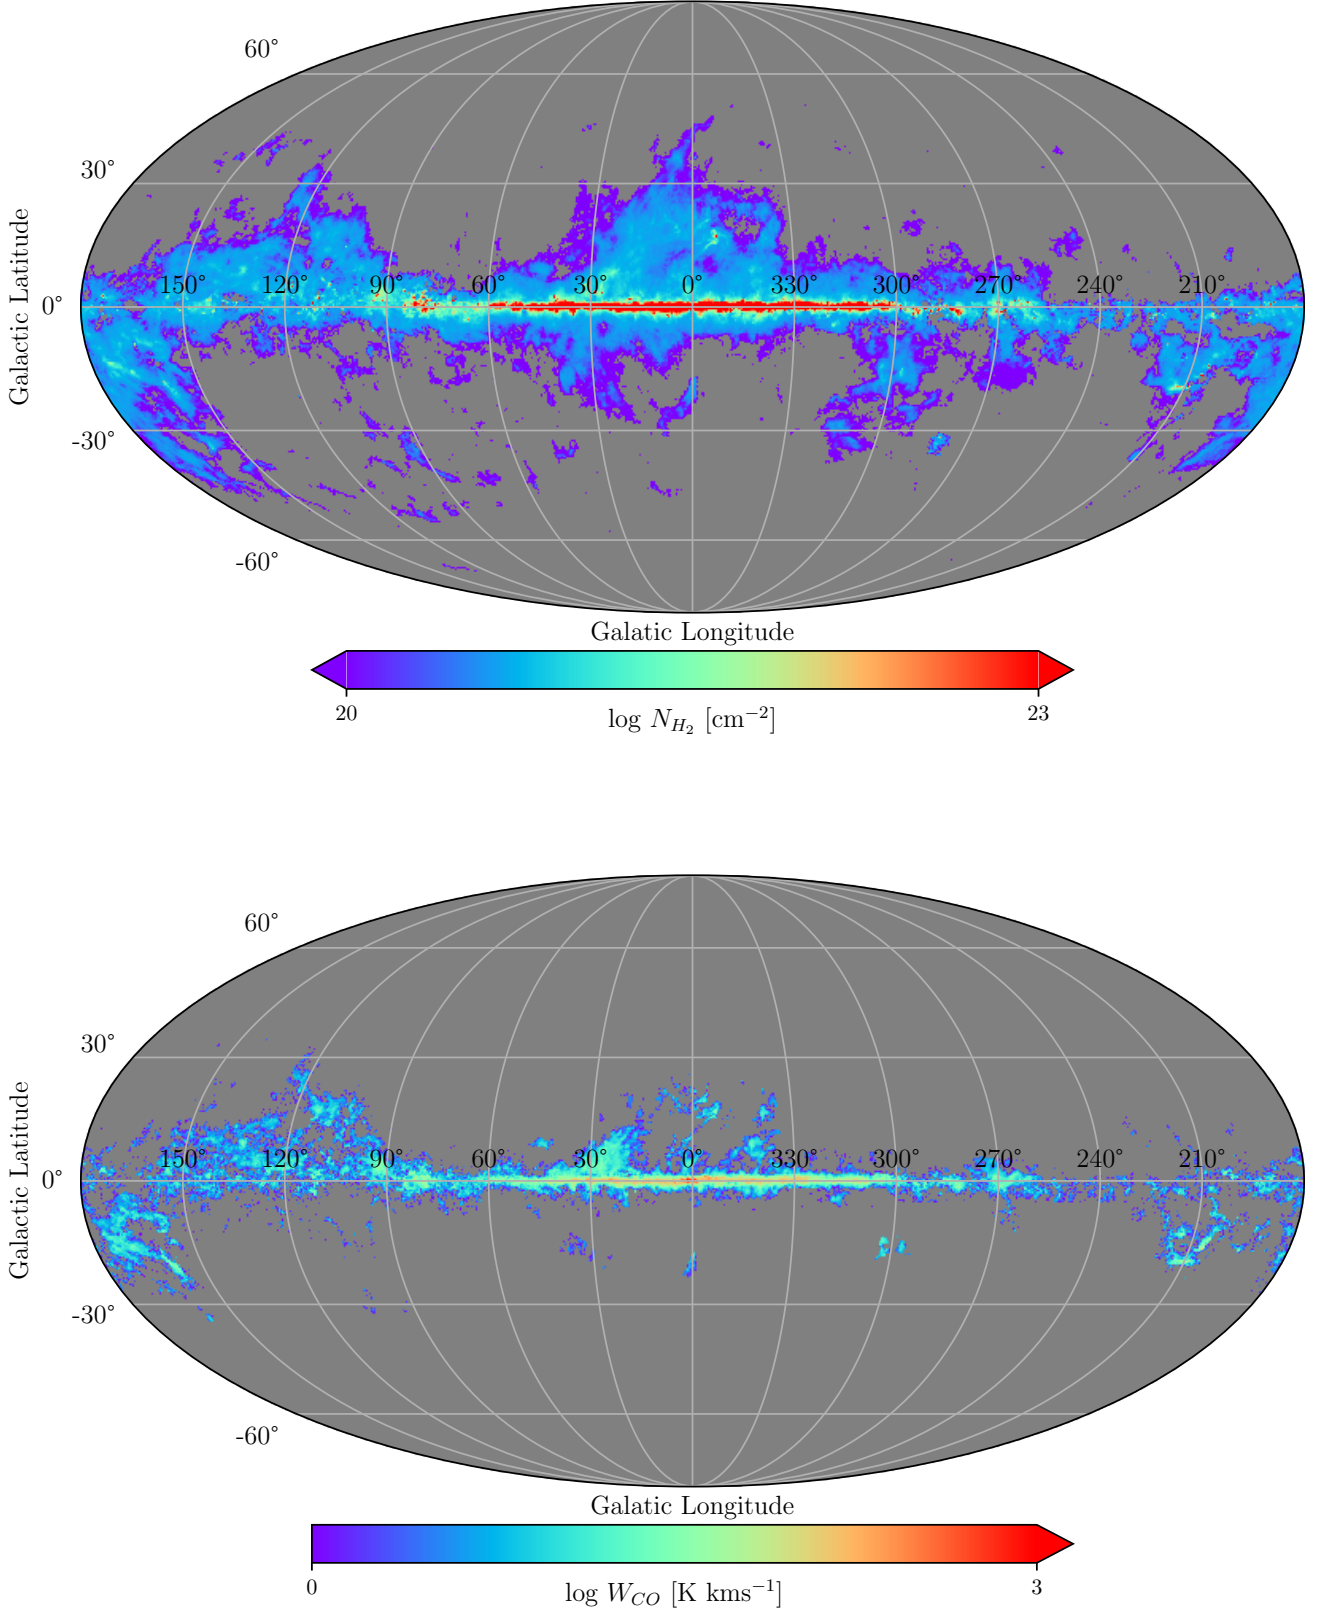 60°
30°
Galactic Latitude
150° 120° 90° 60° 30° 0° 330° 300° 270° 240° 210°
0°
-30°
-60°
Galatic Longitude
20 23
log N_{H_2} [cm^{-2}]
60°
30°
Galactic Latitude
150° 120° 90° 60° 30° 0° 330° 300° 270° 240° 210°
0°
-30°
-60°
Galatic Longitude
0 3
log W_{CO} [K kms^{-1}]